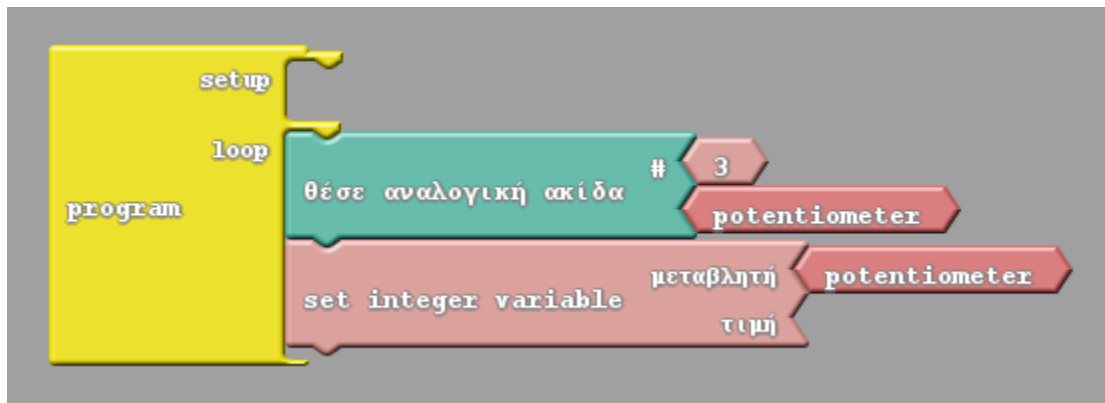 setup
loop
program
θέσε αναλογική ακίδα
#
3
potentiometer
set integer variable
μεταβλητή
potentiometer
τιμή